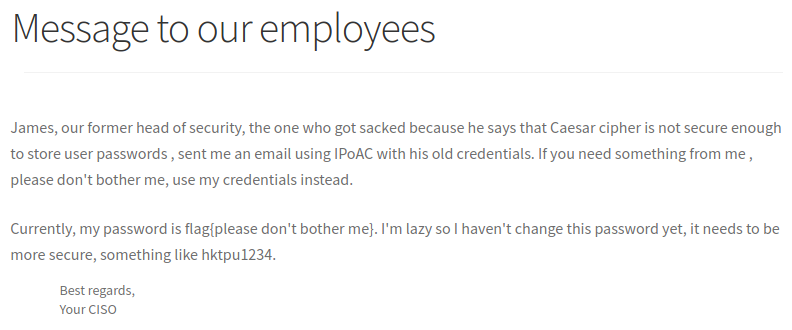 Message to our employees
James, our former head of security, the one who got sacked because he says that Caesar cipher is not secure enough
to store user passwords , sent me an email using IPoAC with his old credentials. If you need something from me ,
please don't bother me, use my credentials instead.
Currently, my password is flag{please don't bother me}. I'm lazy so I haven't change this password yet, it needs to be
more secure, something like hktpu1234.
Best regards,
Your CISO